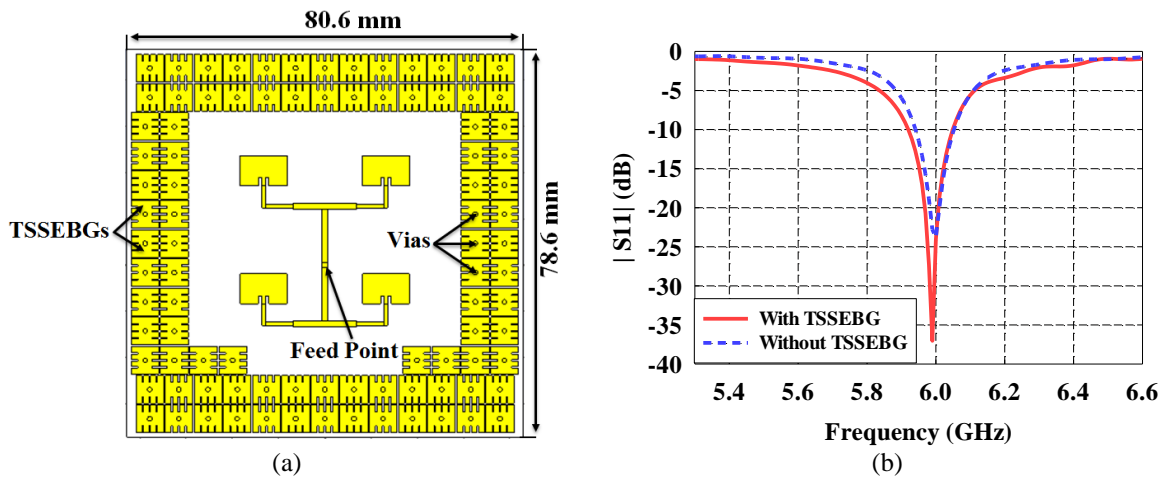 80.6 mm
78.6 mm
TSSEBGs
Vias
Feed Point
(a)
|S11| (dB)
0
-5
-10
-15
-20
-25
-30
-35
-40
With TSSEBG
Without TSSEBG
5.4 5.6 5.8 6.0 6.2 6.4 6.6
Frequency (GHz)
(b)